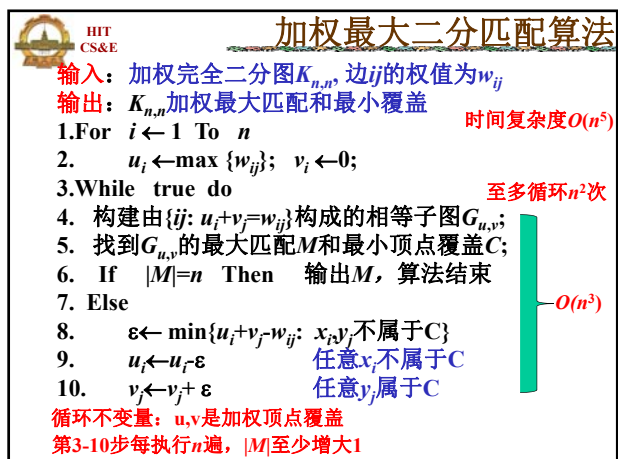 HIT
CS&E
加权最大二分匹配算法
输入：加权完全二分图Kn,n, 边ij的权值为wij
输出：Kn,n加权最大匹配和最小覆盖
时间复杂度O(n⁵)
1.For i ← 1 To n
2. ui ←max {wij}; vi ←0;
3.While true do
至多循环n²次
4. 构建由{ij: ui+vj=wij}构成的相等子图Gu,v;
5. 找到Gu,v的最大匹配M和最小顶点覆盖C;
6. If |M|=n Then 输出M，算法结束
7. Else
O(n³)
8. ε← min{ui+vj-wij: xi,yj不属于C}
9. ui←ui-ε 任意xi不属于C
10. vj←vj+ ε 任意yj属于C
循环不变量：u,v是加权顶点覆盖
第3-10步每执行n遍，|M|至少增大1